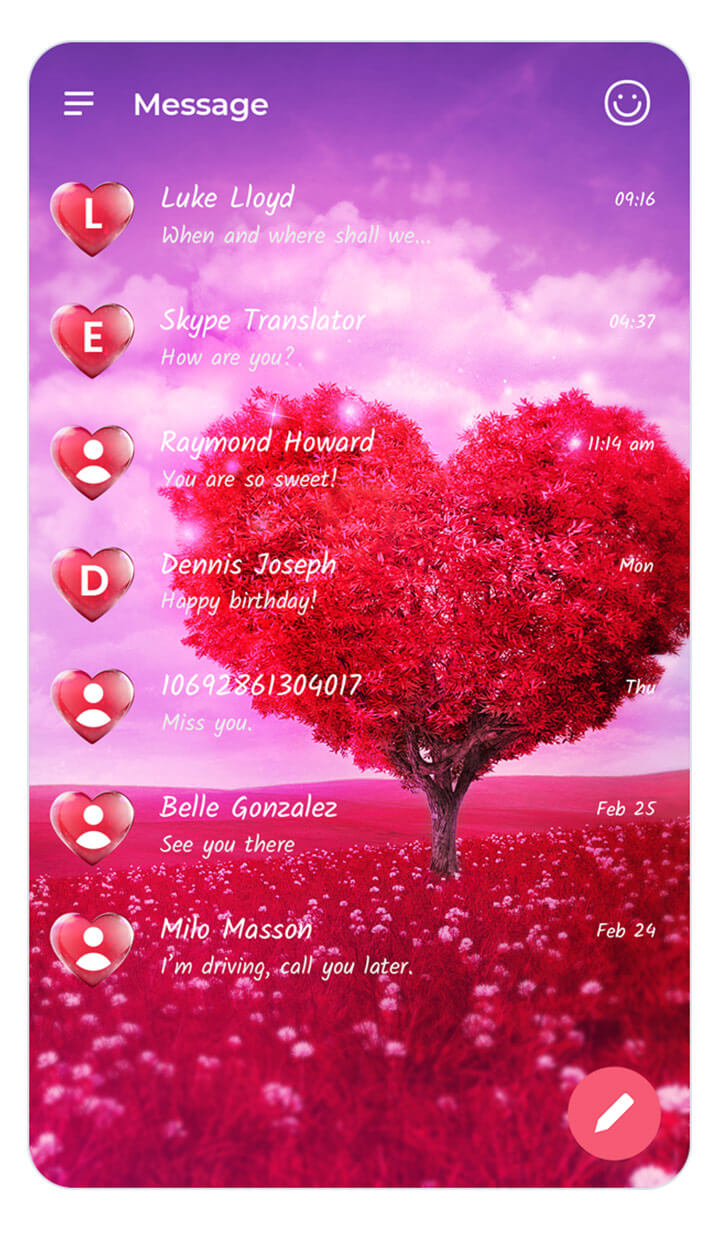 Message
L
Luke Lloyd
09:16
When and where shall we...
E
Skype Translator
04:37
How are you?
Raymond Howard
11:14 am
You are so sweet!
D
Dennis Joseph
Mon
Happy birthday!
10692861304017
Thu
Miss you.
Belle Gonzalez
Feb 25
See you there
Milo Masson
Feb 24
I'm driving, call you later.